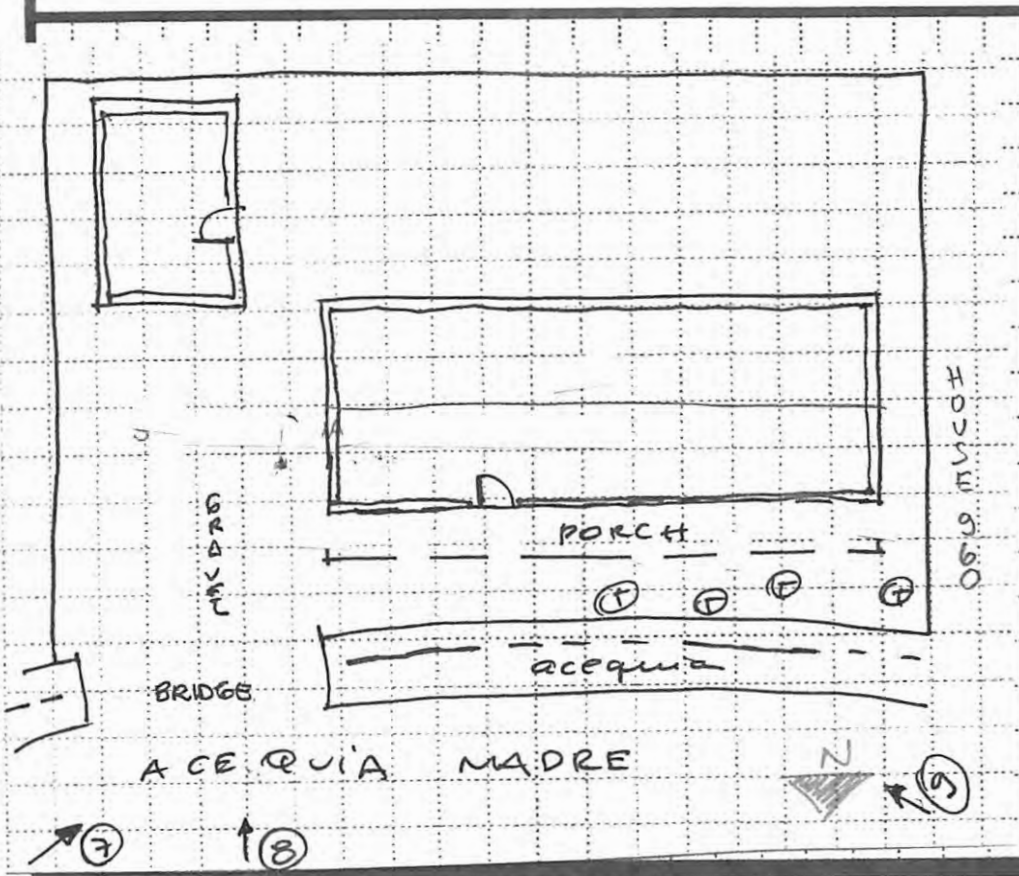 HOUSE 960
GRAVEL
PORCH
T T T T
acequia
BRIDGE
ACEQUIA MADRE
N
9
7
8